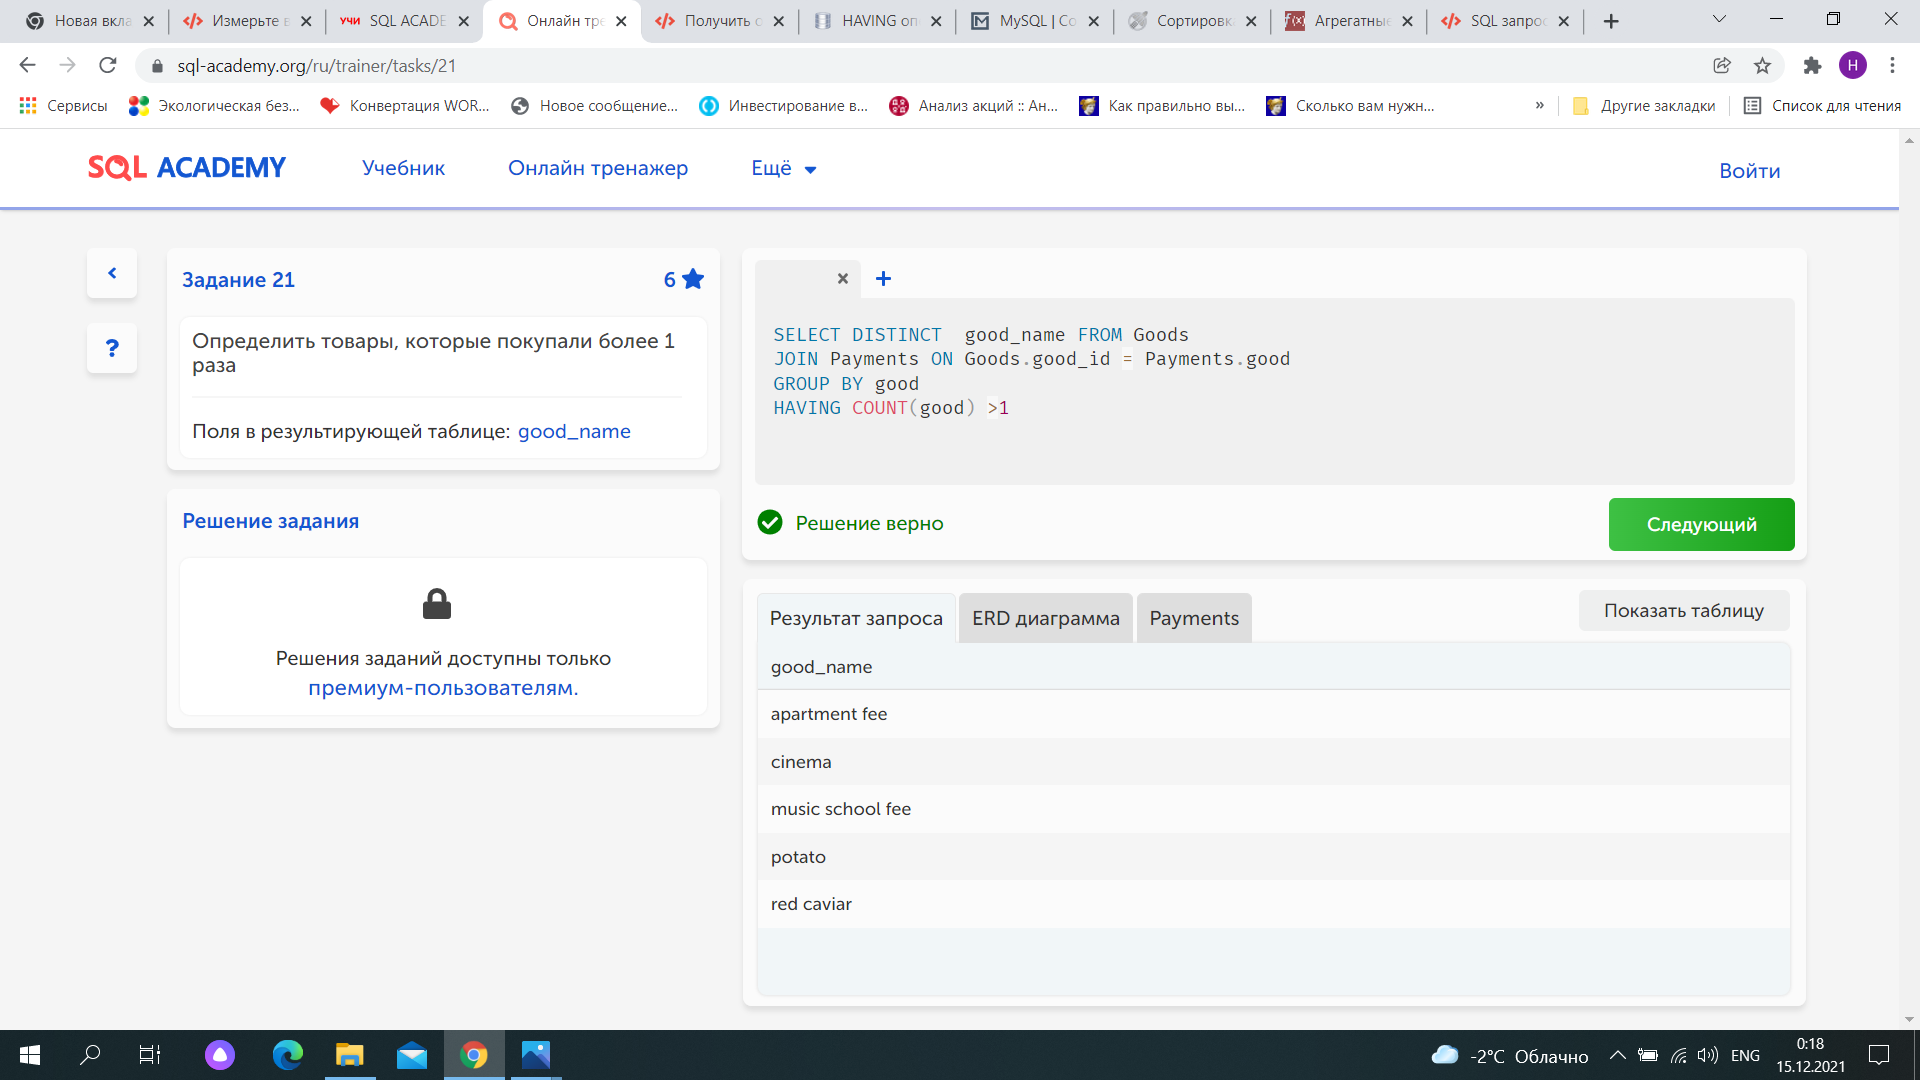 Новая вкла
Измерьте в
УЧИ SQL ACADE
Онлайн тре
Получить с
HAVING оп
MySQL | Со
Сортировк
f(x) Агрегатные
SQL запрос
sql-academy.org/ru/trainer/tasks/21
Н
Сервисы
Экологическая без...
Конвертация WOR...
Новое сообщение...
Инвестирование в...
Анализ акций :: Ан...
Как правильно вы...
Сколько вам нужн...
»
Другие закладки
Список для чтения
SQL ACADEMY
Учебник
Онлайн тренажер
Ещё
Войти
Задание 21
6
?
Определить товары, которые покупали более 1
раза
Поля в результирующей таблице: good_name
Решение задания
Решения заданий доступны только
премиум-пользователям.
SELECT DISTINCT  good_name FROM Goods
JOIN Payments ON Goods.good_id = Payments.good
GROUP BY good
HAVING COUNT(good) >1
Решение верно
Следующий
Результат запроса
ERD диаграмма
Payments
Показать таблицу
good_name
apartment fee
cinema
music school fee
potato
red caviar
-2°C Облачно
ENG
0:18
15.12.2021